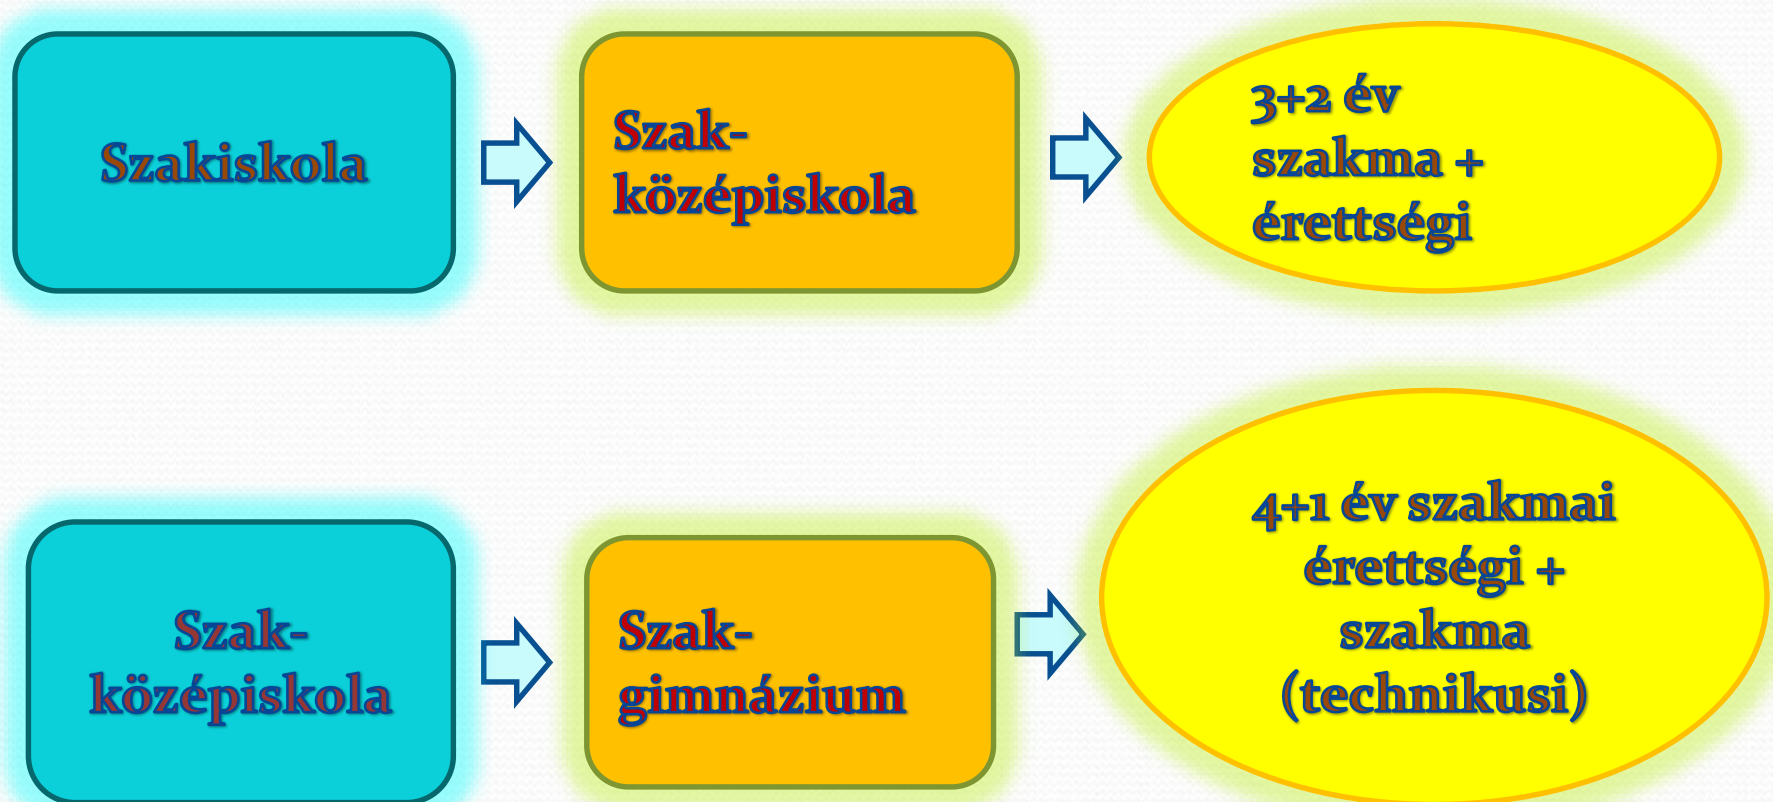 Szakiskola
Szak-
középiskola
3+2 év
szakma +
érettségi
Szak-
középiskola
Szak-
gimnázium
4+1 év szakmai
érettségi +
szakma
(technikusi)